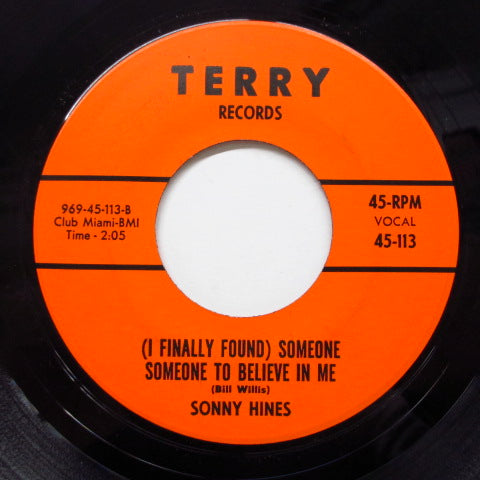 TERRY
RECORDS
969-45-113-B
Club Miami-BMI
Time - 2:05
45-RPM
VOCAL
45-113
(I FINALLY FOUND) SOMEONE
SOMEONE TO BELIEVE IN ME
(Bill Willis)
SONNY HINES